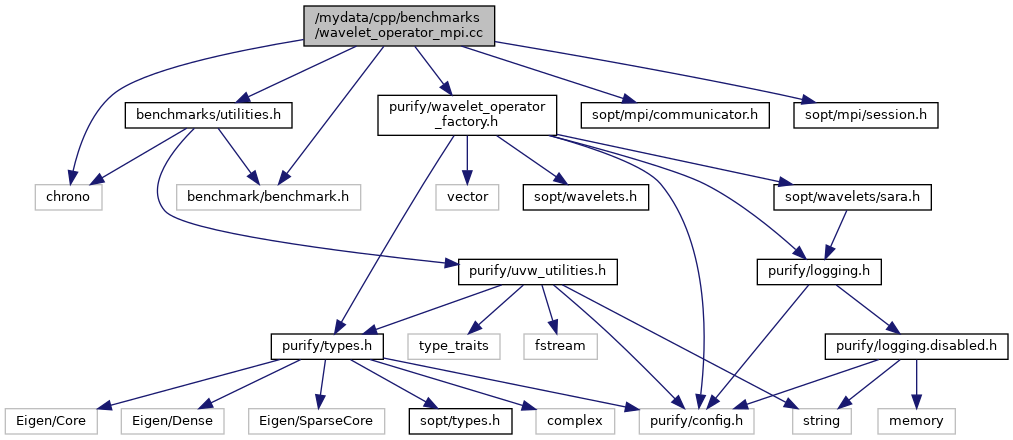 /mydata/cpp/benchmarks
/wavelet_operator_mpi.cc
benchmarks/utilities.h
purify/wavelet_operator
_factory.h
sopt/mpi/communicator.h
sopt/mpi/session.h
chrono
benchmark/benchmark.h
vector
sopt/wavelets.h
sopt/wavelets/sara.h
purify/uvw_utilities.h
purify/logging.h
purify/types.h
type_traits
fstream
purify/logging.disabled.h
Eigen/Core
Eigen/Dense
Eigen/SparseCore
sopt/types.h
complex
purify/config.h
string
memory